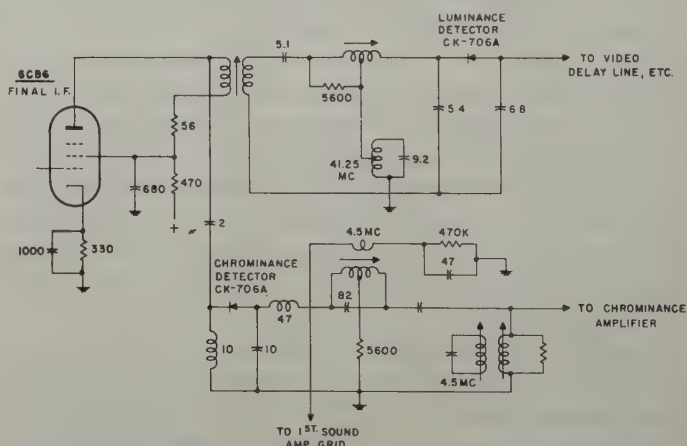 LUMINANCE
DETECTOR
CK-706A
5.1
TO VIDEO
DELAY LINE, ETC.
6CB6
FINAL I.F.
5600
56
5.4
6.8
41.25
MC
9.2
680
470
+
2
4.5MC
470K
47
1000
330
CHROMINANCE
DETECTOR
CK-706A
47
82
TO CHROMINANCE
AMPLIFIER
10
10
5600
4.5MC
TO 1ST. SOUND
AMP. GRID